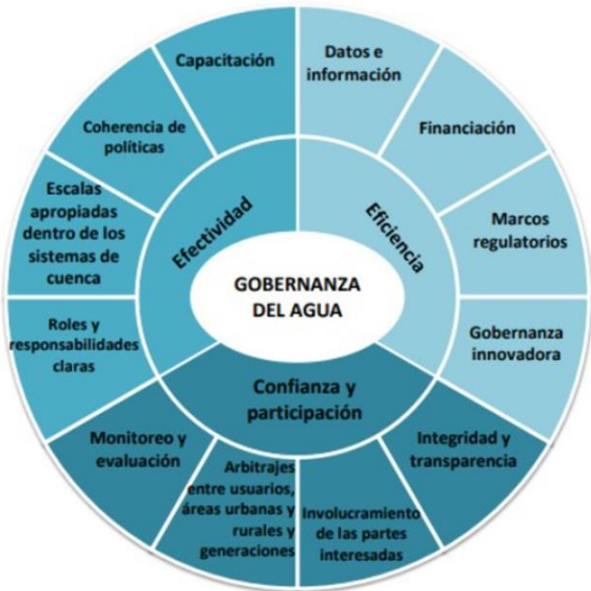 Capacitación
Datos e
información
Coherencia de
políticas
Financiación
Escalas
apropiadas
dentro de los
sistemas de
cuenca
Efectividad
Eficiencia
Marcos
regulatorios
GOBERNANZA
DEL AGUA
Roles y
responsabilidades
claras
Gobernanza
innovadora
Confianza y
participación
Monitoreo y
evaluación
Integridad y
transparencia
Arbitrajes
entre usuarios,
áreas urbanas y
rurales y
generaciones
Involucramiento
de las partes
interesadas